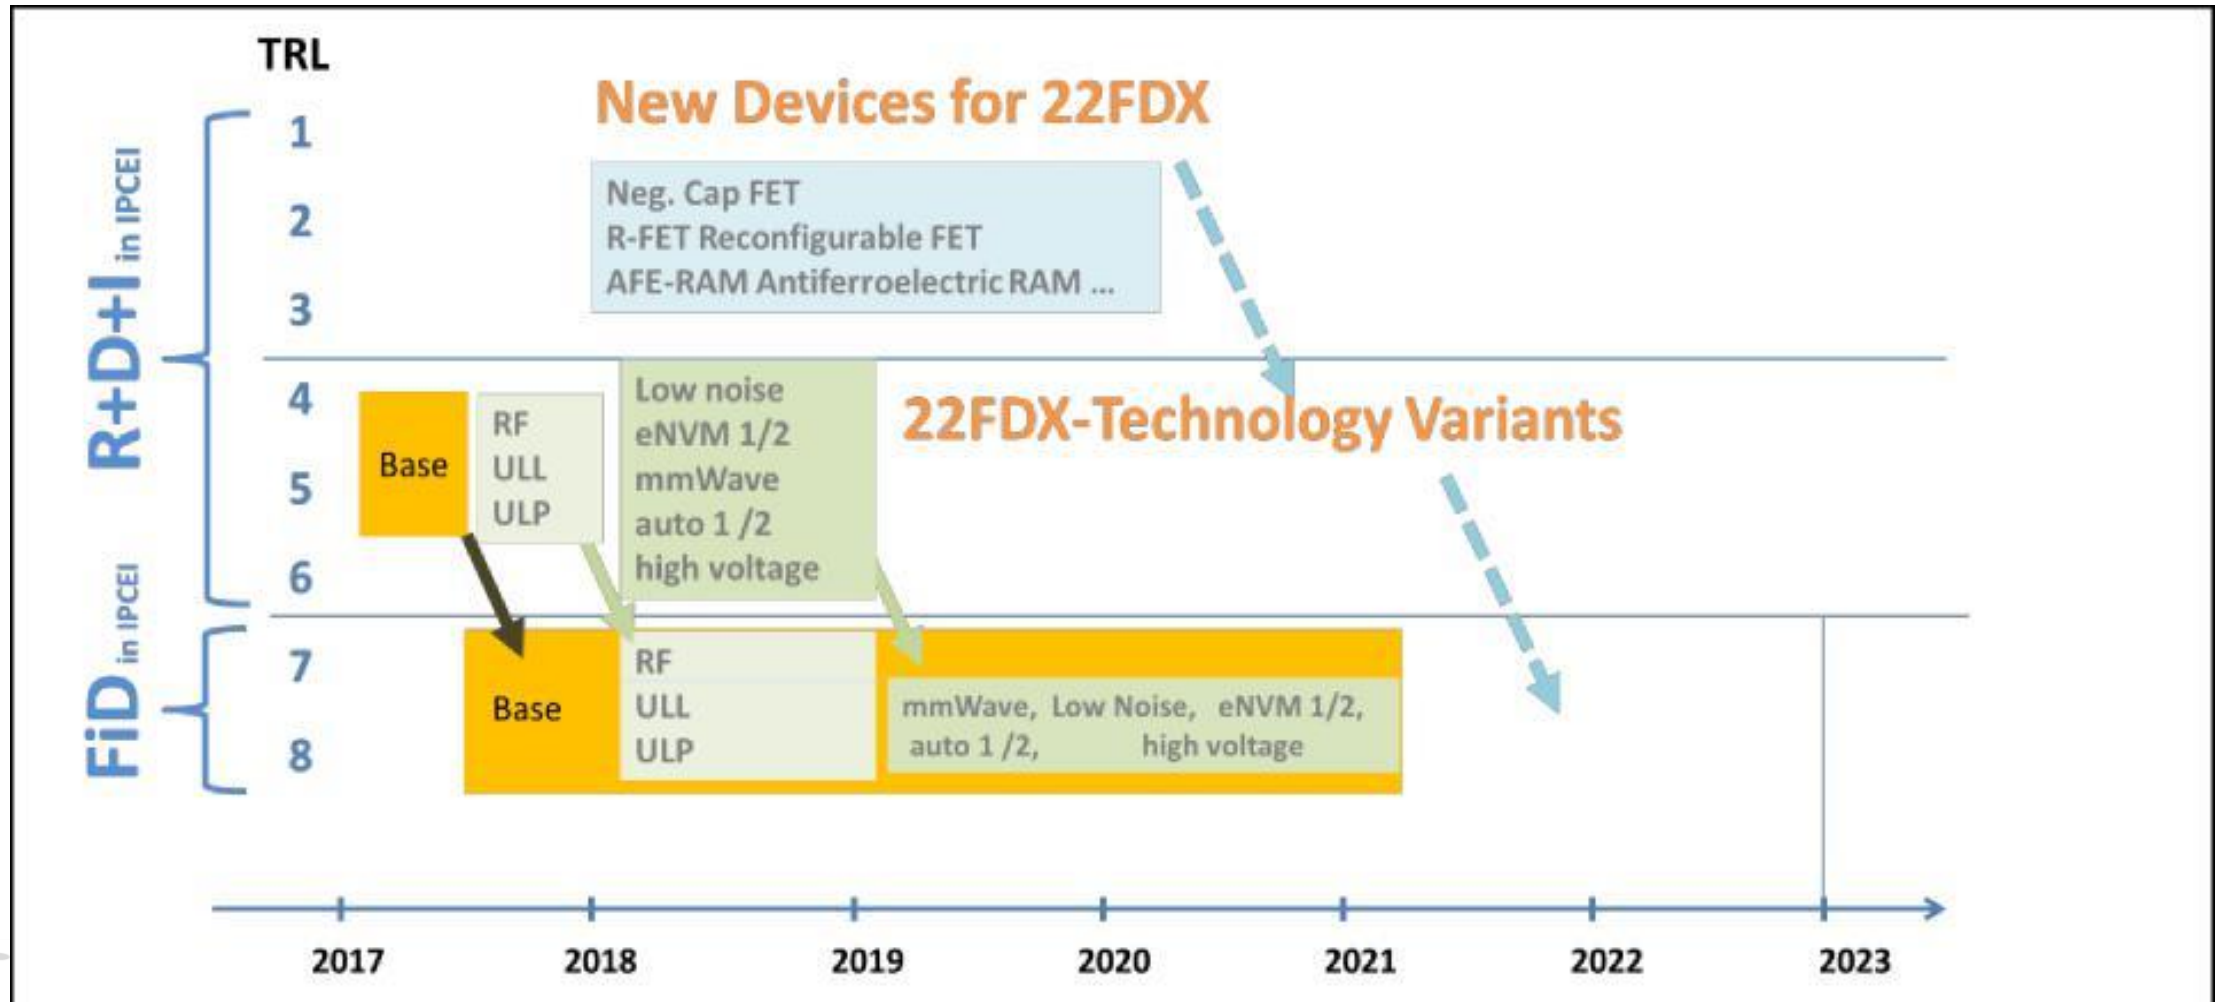 TRL
New Devices for 22FDX
R+D+I in IPCEI
1
2
3
Neg. Cap FET
R-FET Reconfigurable FET
AFE-RAM Antiferroelectric RAM ...
4
5
6
Base
RF
ULL
ULP
Low noise
eNVM 1/2
mmWave
auto 1 /2
high voltage
22FDX-Technology Variants
FiD in IPCEI
7
8
Base
RF
ULL
ULP
mmWave, Low Noise, eNVM 1/2,
auto 1 /2, high voltage
2017 2018 2019 2020 2021 2022 2023